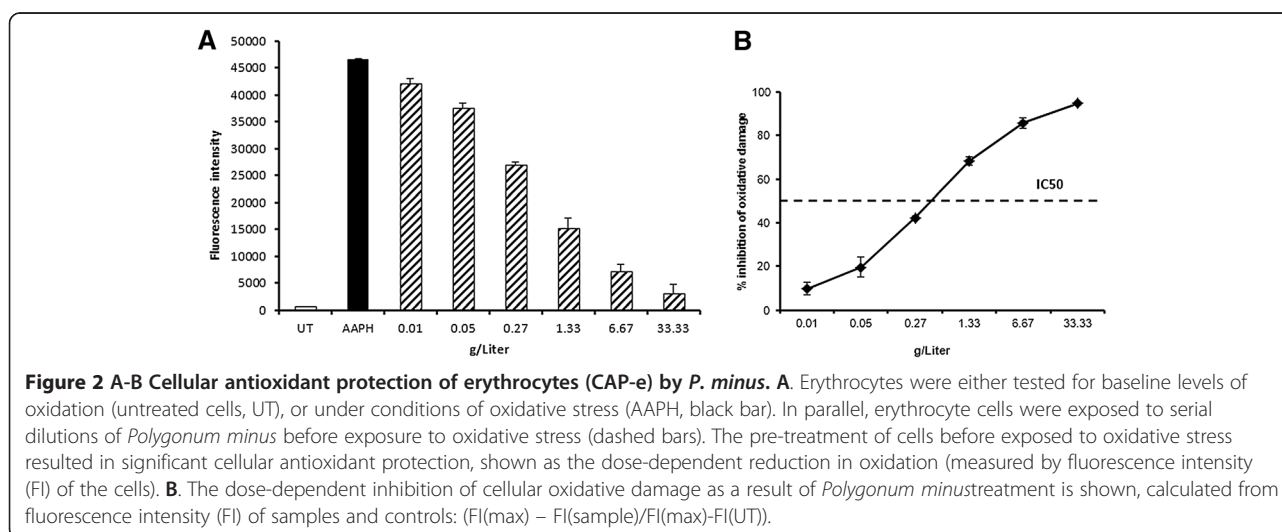 A
B
50000
45000
40000
35000
30000
25000
20000
15000
10000
5000
0
Fluorescence intensity
UT AAPH 0.01 0.05 0.27 1.33 6.67 33.33
g/Liter
100
80
60
40
20
0
% inhibition of oxidative damage
IC50
0.01 0.05 0.27 1.33 6.67 33.33
g/Liter
Figure 2 A-B Cellular antioxidant protection of erythrocytes (CAP-e) by P. minus. A. Erythrocytes were either tested for baseline levels of
oxidation (untreated cells, UT), or under conditions of oxidative stress (AAPH, black bar). In parallel, erythrocyte cells were exposed to serial
dilutions of Polygonum minus before exposure to oxidative stress (dashed bars). The pre-treatment of cells before exposed to oxidative stress
resulted in significant cellular antioxidant protection, shown as the dose-dependent reduction in oxidation (measured by fluorescence intensity
(FI) of the cells). B. The dose-dependent inhibition of cellular oxidative damage as a result of Polygonum minustreatment is shown, calculated from
fluorescence intensity (FI) of samples and controls: (FI(max) – FI(sample)/FI(max)-FI(UT)).